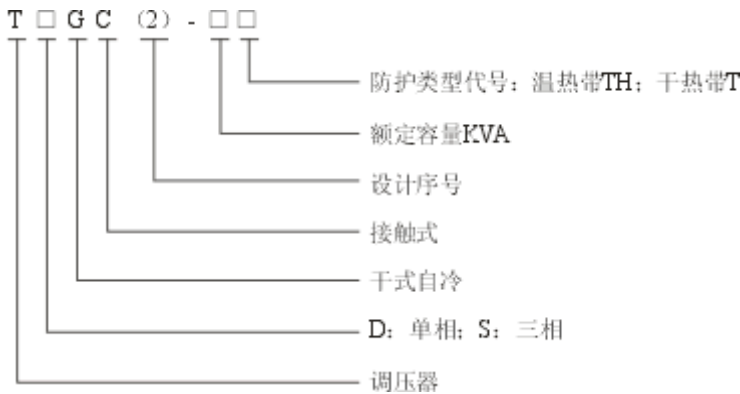 T□GC（2）-□□
防护类型代号：温热带TH；干热带T
额定容量KVA
设计序号
接触式
干式自冷
D：单相；S：三相
调压器